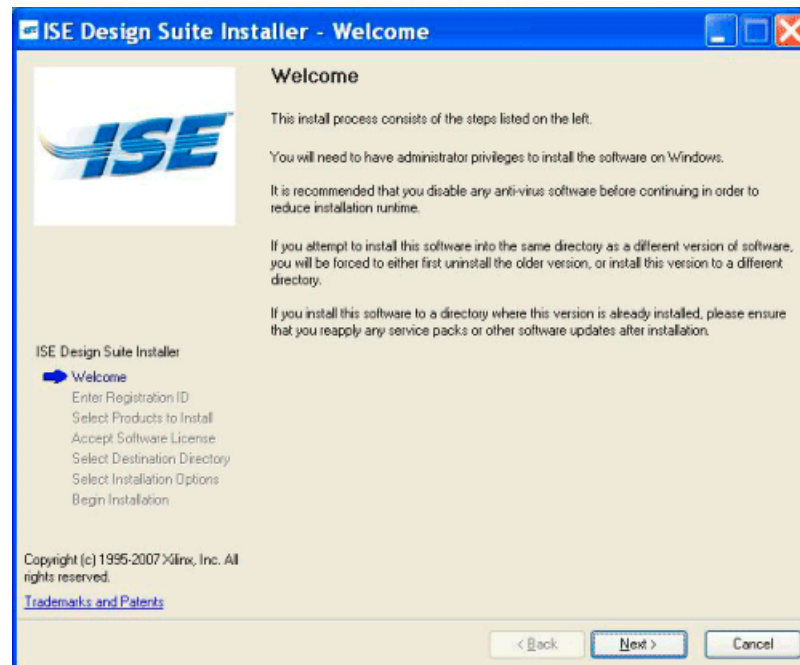 ISE Design Suite Installer - Welcome
ISE
Welcome
This install process consists of the steps listed on the left.
You will need to have administrator privileges to install the software on Windows.
It is recommended that you disable any anti-virus software before continuing in order to
reduce installation runtime.
If you attempt to install this software into the same directory as a different version of software,
you will be forced to either first uninstall the older version, or install this version to a different
directory.
If you install this software to a directory where this version is already installed, please ensure
that you reapply any service packs or other software updates after installation.
ISE Design Suite Installer
Welcome
Enter Registration ID
Select Products to Install
Accept Software License
Select Destination Directory
Select Installation Options
Begin Installation
Copyright (c) 1995-2007 Xilinx, Inc. All
rights reserved.
Trademarks and Patents
< Back
Next >
Cancel